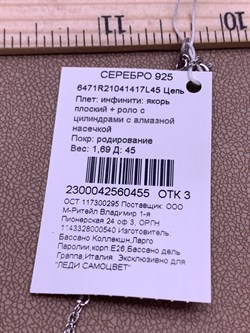 СЕРЕБРО 925
6471R21041417L45 Цепь
Плет: инфинити: якорь
плоский + роло с
цилиндрами с алмазной
насечкой
Покр: родирование
Вес: 1,69 Д: 45
2300042560455 ОТК 3
ОСТ 117300295 Поставщик: ООО
М-Ритейл Владимир 1-я
Пионерская 24 оф 3, ОРГН
1143328000540 Изготовитель:
Бассано Коллекшн,Ларго
Паролли,корп.Е26,Бассано дель
Граппа,Италия. Эксклюзивно для
"ЛЕДИ САМОЦВЕТ"